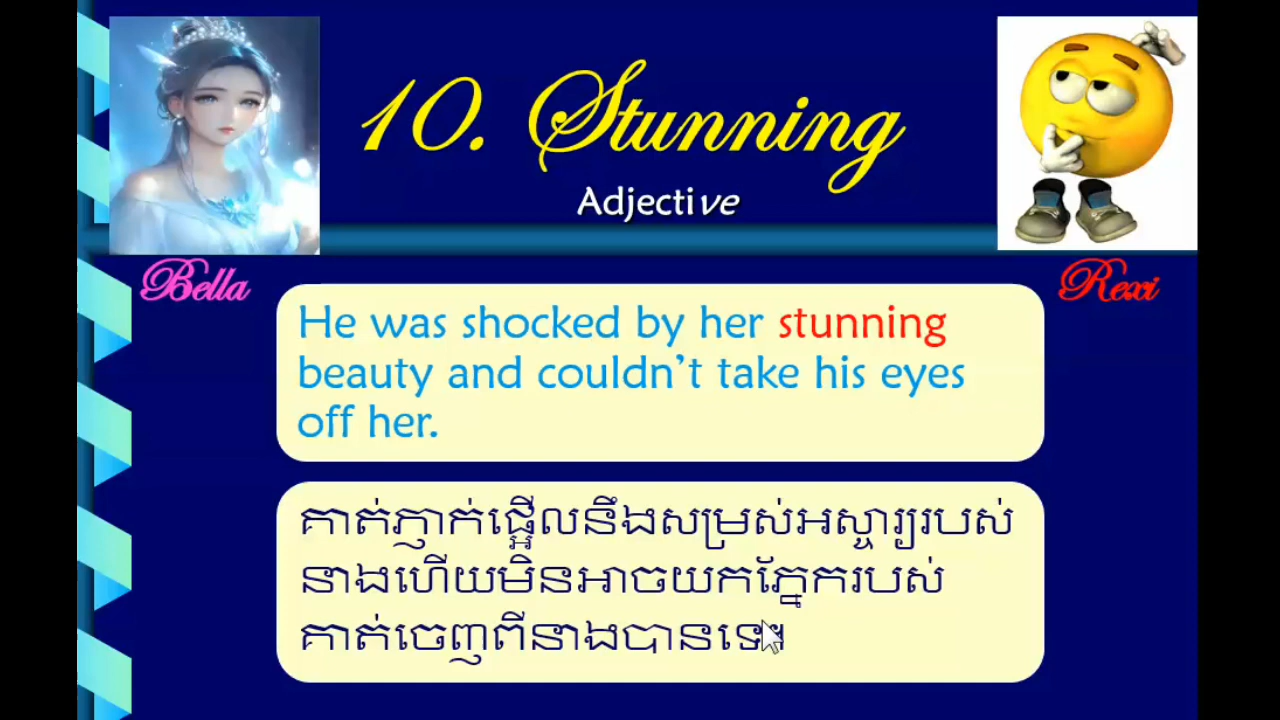 10. Stunning
Adjective
Bella
Rexi
He was shocked by her stunning
beauty and couldn't take his eyes
off her.
គាត់ភ្ញាក់ផ្អើលនឹងសម្រស់អស្ចារ្យរបស់
នាងហើយមិនអាចយកភ្នែករបស់
គាត់ចេញពីនាងបានទេ។